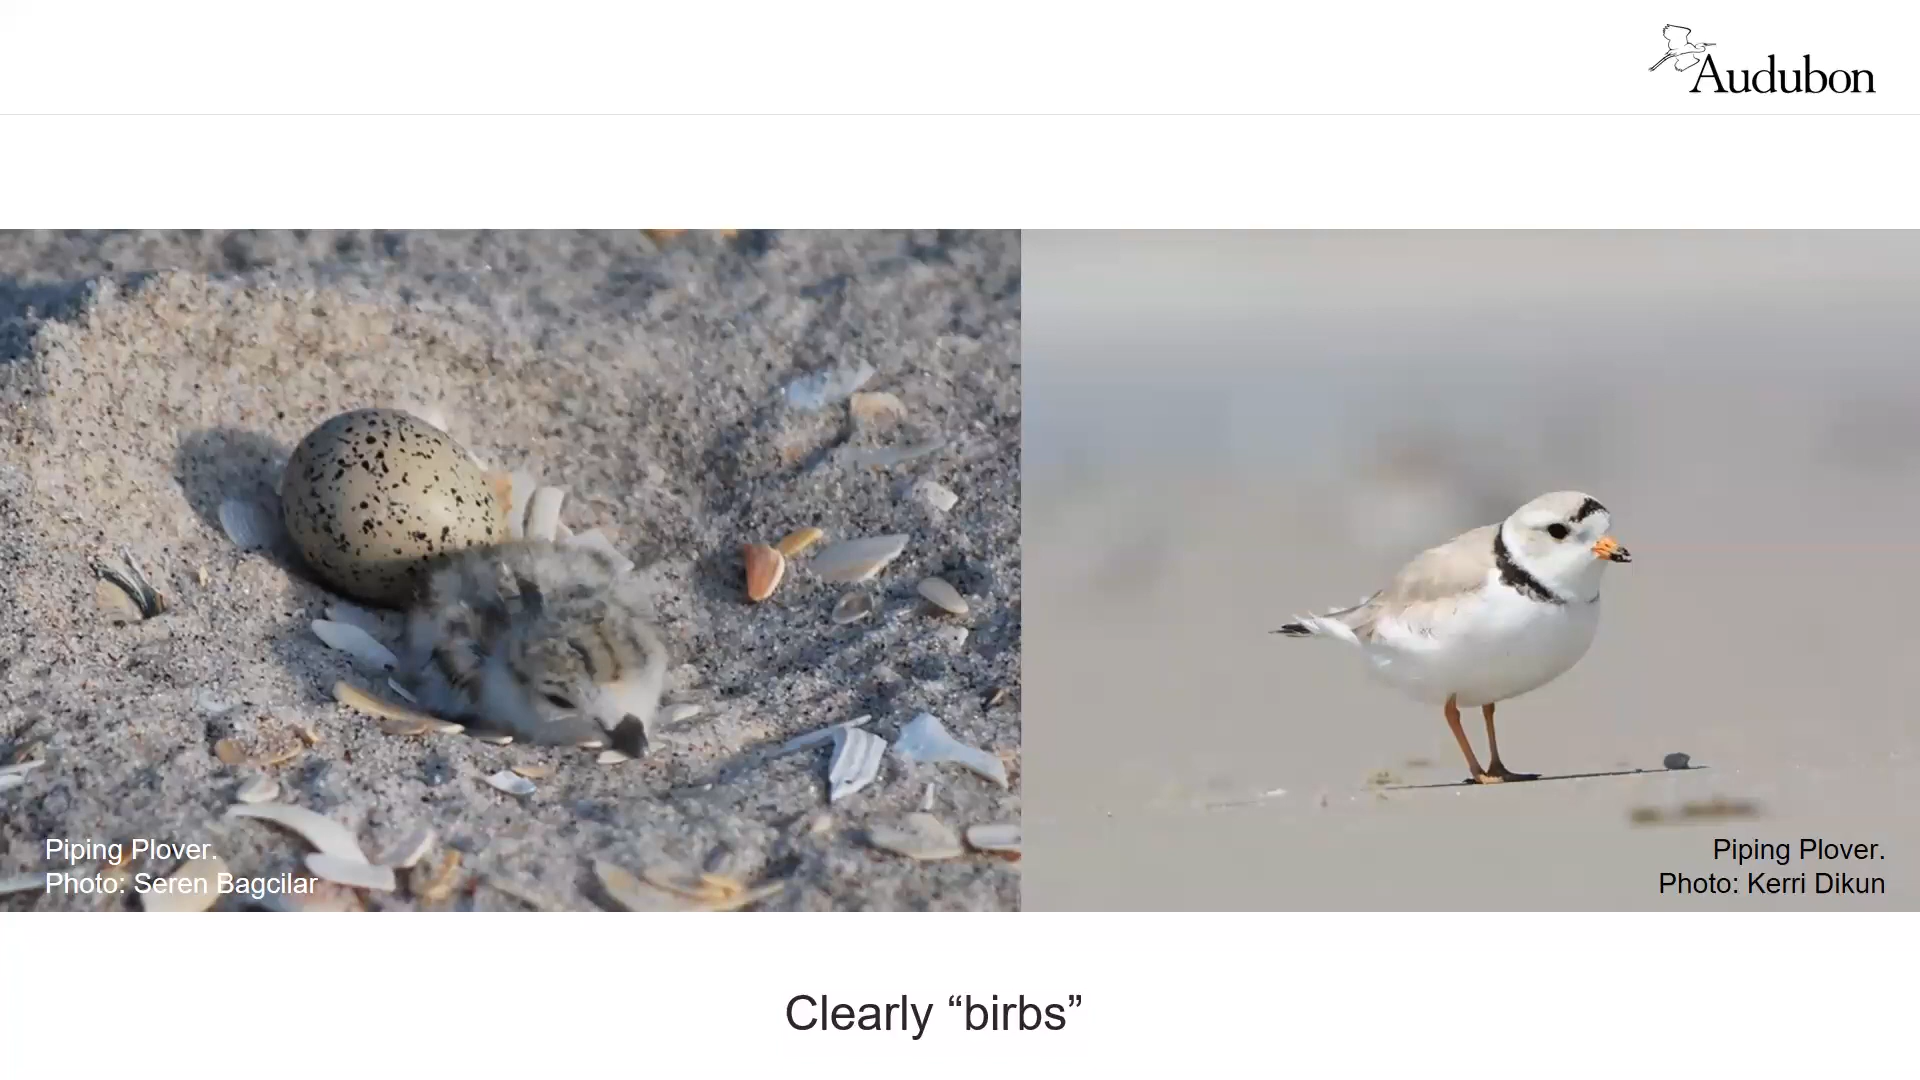 Audubon
Piping Plover.
Photo: Seren Bagcilar
Piping Plover.
Photo: Kerri Dikun
Clearly “birbs”